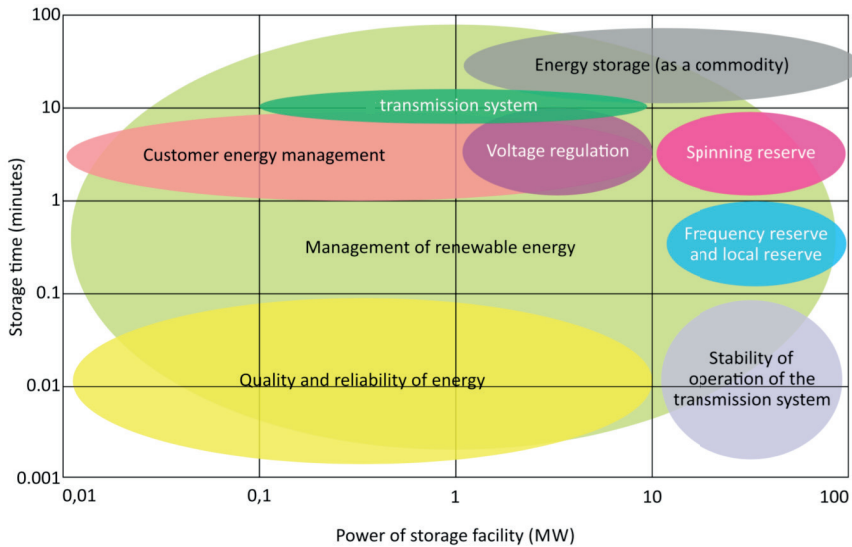 100
Energy storage (as a commodity)
10
transmission system
Customer energy management
Voltage regulation
Spinning reserve
1
Management of renewable energy
Frequency reserve
and local reserve
0.1
Quality and reliability of energy
Stability of
operation of the
transmission system
0.01
0.001
0,01
0,1
1
10
100
Storage time (minutes)
Power of storage facility (MW)